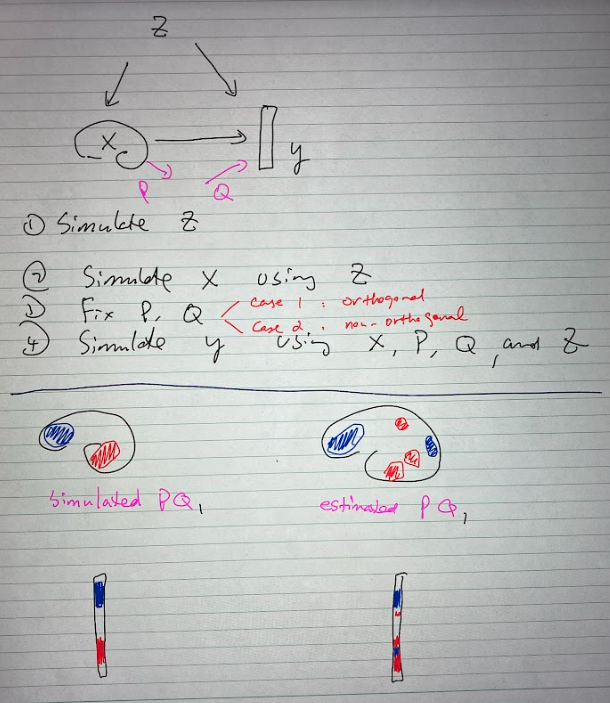 Z
X
y
P
Q
① Simulate Z
② Simulate X using Z
③ Fix P, Q
case 1 : orthogonal
case 2 : non-orthogonal
④ Simulate y using X, P, Q, and Z
simulated PQ,
estimated PQ,